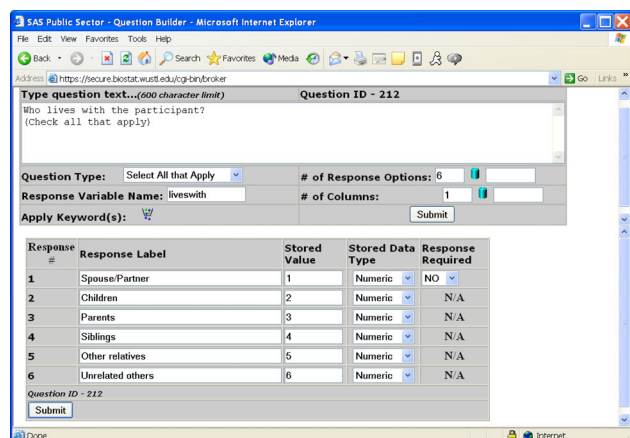 SAS Public Sector - Question Builder - Microsoft Internet Explorer
File Edit View Favorites Tools Help
Back Search Favorites Media
Address https://secure.biostat.wustl.edu/cgi-bin/broker Go Links »
Type question text...(600 character limit) Question ID - 212
Who lives with the participant?
(Check all that apply)
Question Type: Select All that Apply # of Response Options: 6
Response Variable Name: liveswith # of Columns: 1
Apply Keyword(s): Submit
Response # Response Label Stored Value Stored Data Type Response Required
1 Spouse/Partner 1 Numeric NO
2 Children 2 Numeric N/A
3 Parents 3 Numeric N/A
4 Siblings 4 Numeric N/A
5 Other relatives 5 Numeric N/A
6 Unrelated others 6 Numeric N/A
Question ID - 212
Submit
Done Internet